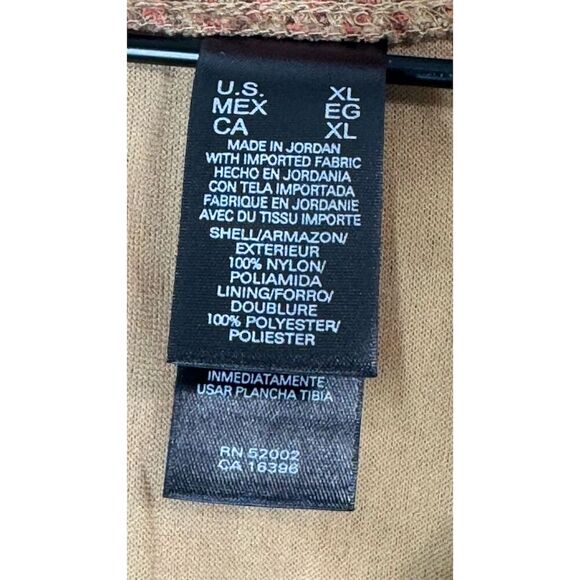 U.S. XL
MEX EG
CA XL
MADE IN JORDAN
WITH IMPORTED FABRIC
HECHO EN JORDANIA
CON TELA IMPORTADA
FABRIQUE EN JORDANIE
AVEC DU TISSU IMPORTE
SHELL/ARMAZON/
EXTERIEUR
100% NYLON/
POLIAMIDA
LINING/FORRO/
DOUBLURE
100% POLYESTER/
POLIESTER
INMEDIATAMENTE
USAR PLANCHA TIBIA
RN 52002
CA 16396